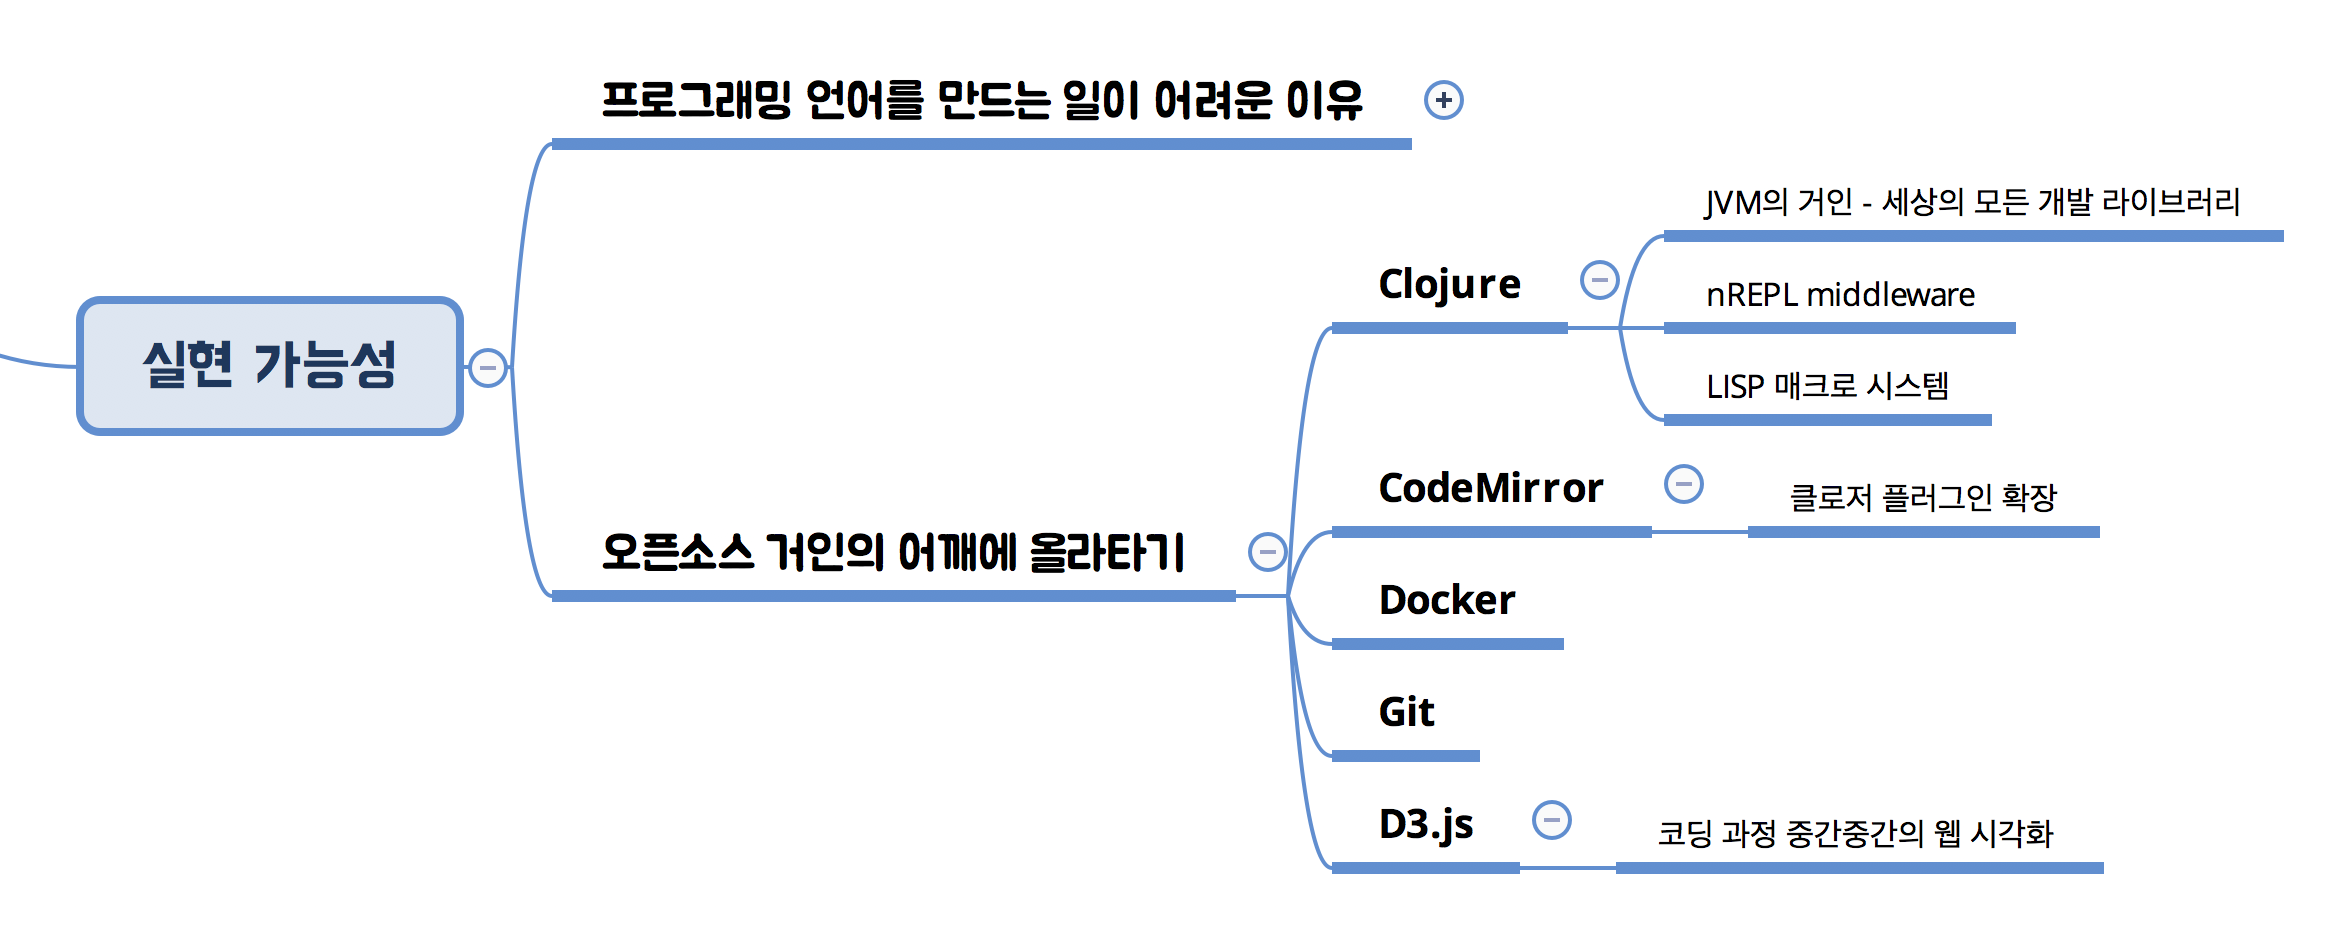 프로그래밍 언어를 만드는 일이 어려운 이유
JVM의 거인 - 세상의 모든 개발 라이브러리
Clojure
nREPL middleware
실현 가능성
LISP 매크로 시스템
CodeMirror
클로저 플러그인 확장
오픈소스 거인의 어깨에 올라타기
Docker
Git
D3.js
코딩 과정 중간중간의 웹 시각화